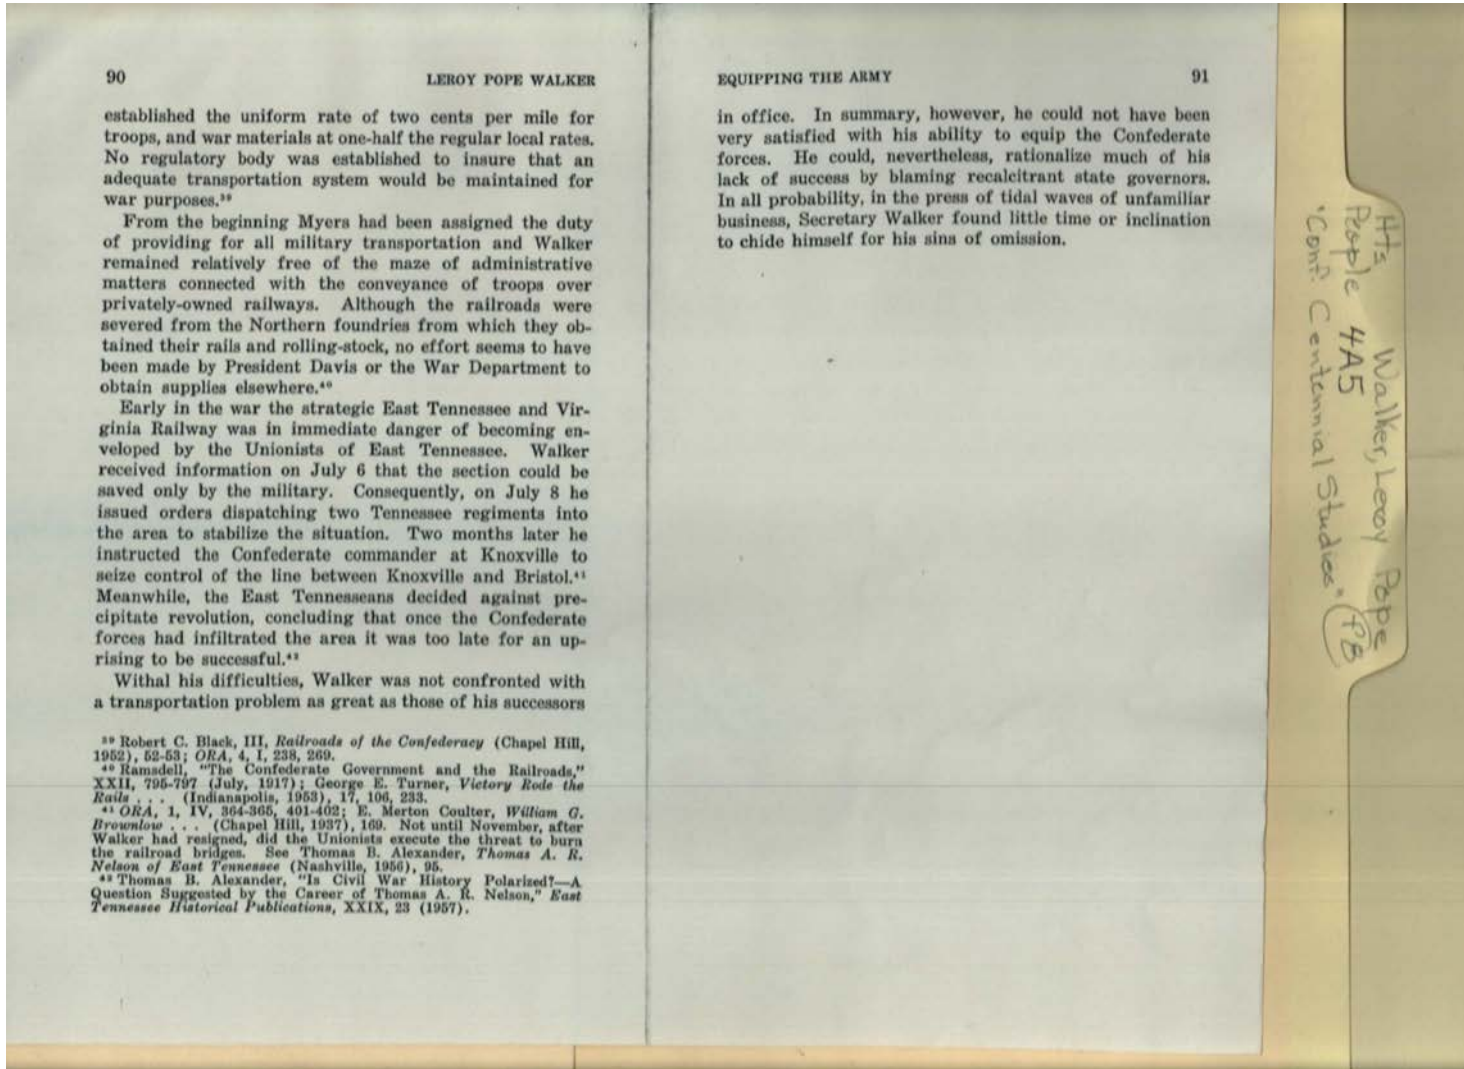 90
LEROY POPE WALKER
established the uniform rate of two cents per mile for
troops, and war materials at one-half the regular local rates.
No regulatory body was established to insure that an
adequate transportation system would be maintained for
war purposes.³⁹
From the beginning Myers had been assigned the duty
of providing for all military transportation and Walker
remained relatively free of the maze of administrative
matters connected with the conveyance of troops over
privately-owned railways. Although the railroads were
severed from the Northern foundries from which they ob-
tained their rails and rolling-stock, no effort seems to have
been made by President Davis or the War Department to
obtain supplies elsewhere.⁴⁰
Early in the war the strategic East Tennessee and Vir-
ginia Railway was in immediate danger of becoming en-
veloped by the Unionists of East Tennessee. Walker
received information on July 6 that the section could be
saved only by the military. Consequently, on July 8 he
issued orders dispatching two Tennessee regiments into
the area to stabilize the situation. Two months later he
instructed the Confederate commander at Knoxville to
seize control of the line between Knoxville and Bristol.⁴¹
Meanwhile, the East Tennesseans decided against pre-
cipitate revolution, concluding that once the Confederate
forces had infiltrated the area it was too late for an up-
rising to be successful.⁴²
Withal his difficulties, Walker was not confronted with
a transportation problem as great as those of his successors
³⁹ Robert C. Black, III, Railroads of the Confederacy (Chapel Hill,
1952), 52-53; ORA, 4, I, 238, 269.
⁴⁰ Ramsdell, "The Confederate Government and the Railroads,"
XXII, 795-797 (July, 1917); George E. Turner, Victory Rode the
Rails . . . (Indianapolis, 1953), 17, 106, 233.
⁴¹ ORA, 1, IV, 364-365, 401-402; E. Merton Coulter, William G.
Brownlow . . . (Chapel Hill, 1937), 169. Not until November, after
Walker had resigned, did the Unionists execute the threat to burn
the railroad bridges. See Thomas B. Alexander, Thomas A. R.
Nelson of East Tennessee (Nashville, 1956), 95.
⁴² Thomas B. Alexander, "Is Civil War History Polarized?—A
Question Suggested by the Career of Thomas A. R. Nelson," East
Tennessee Historical Publications, XXIX, 23 (1957).
EQUIPPING THE ARMY
91
in office. In summary, however, he could not have been
very satisfied with his ability to equip the Confederate
forces. He could, nevertheless, rationalize much of his
lack of success by blaming recalcitrant state governors.
In all probability, in the press of tidal waves of unfamiliar
business, Secretary Walker found little time or inclination
to chide himself for his sins of omission.
Hts Walker, Leroy Pope
People 4A5
"Conf. Centennial Studies" P8